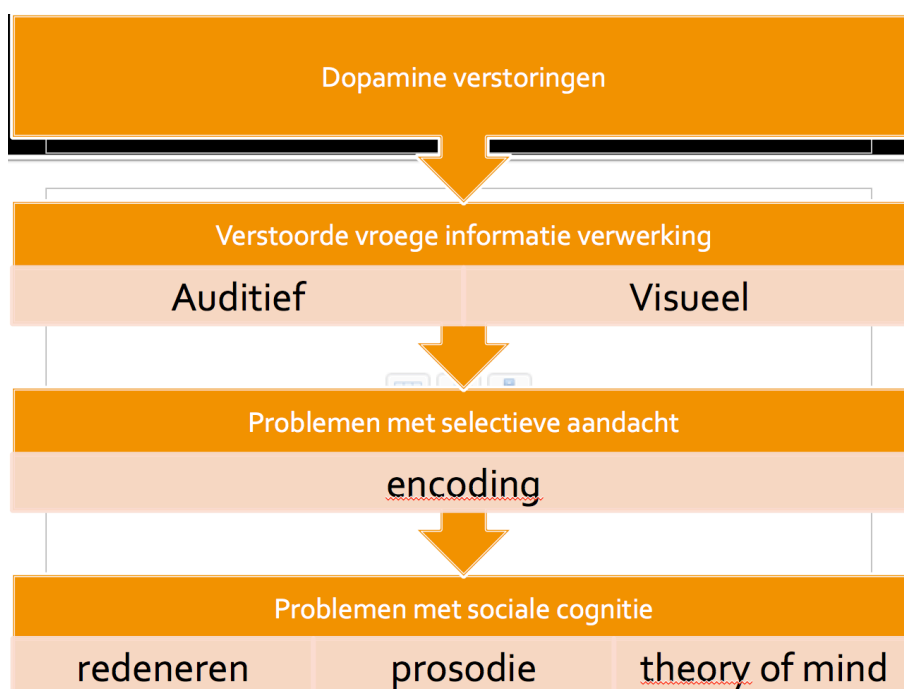 Dopamine verstoringen
Verstoorde vroege informatie verwerking
Auditief Visueel
Problemen met selectieve aandacht
encoding
Problemen met sociale cognitie
redeneren prosodie theory of mind